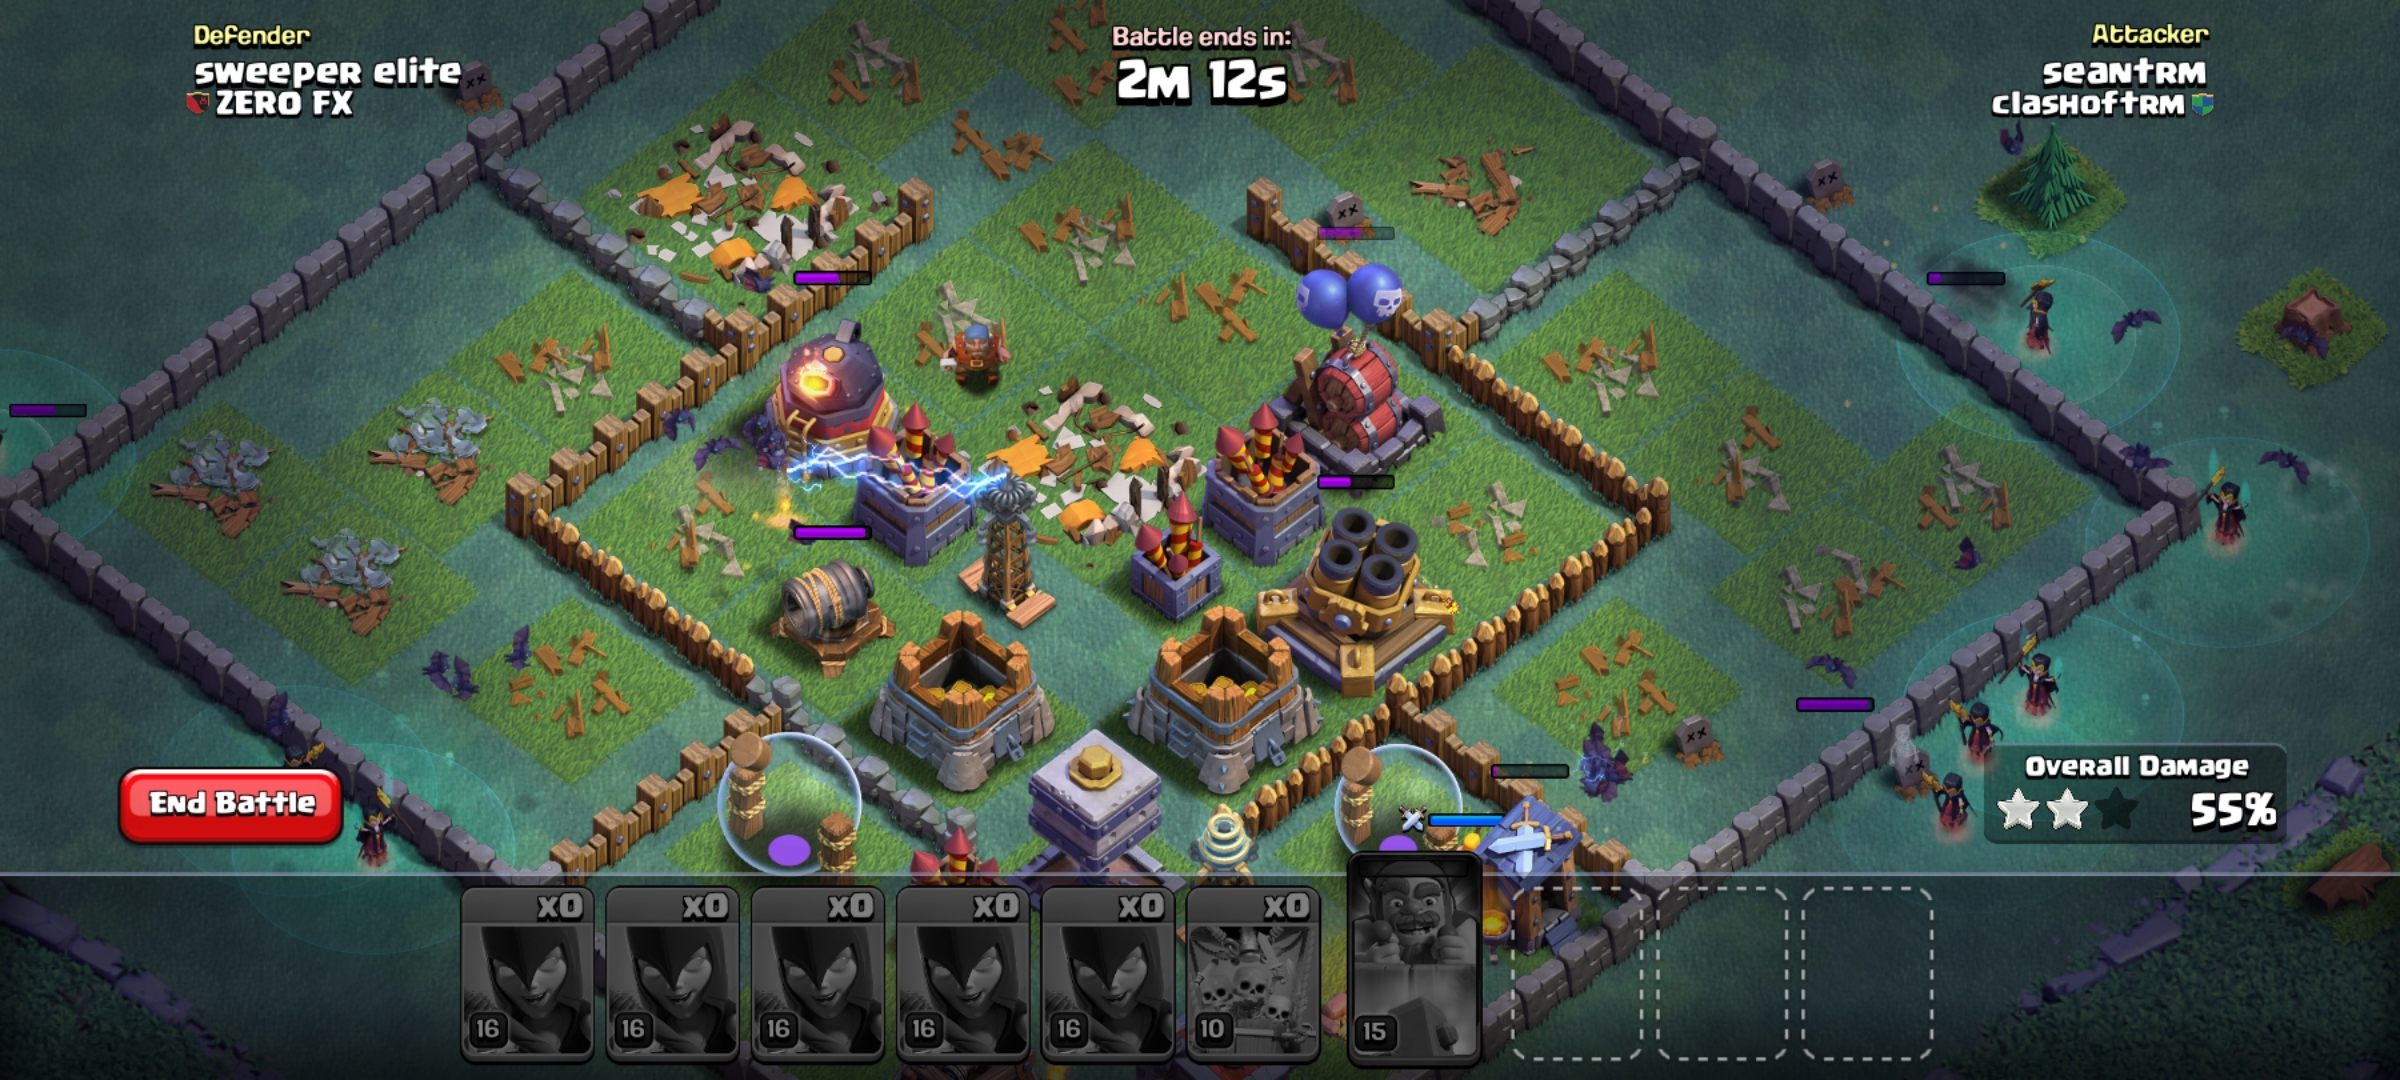 Defender
sweeper elite
ZERO FX
Battle ends in:
2M 12s
Attacker
seantRM
clashoftRM
End Battle
Overall Damage
55%
x0
x0
x0
x0
x0
x0
16
16
16
16
16
10
15